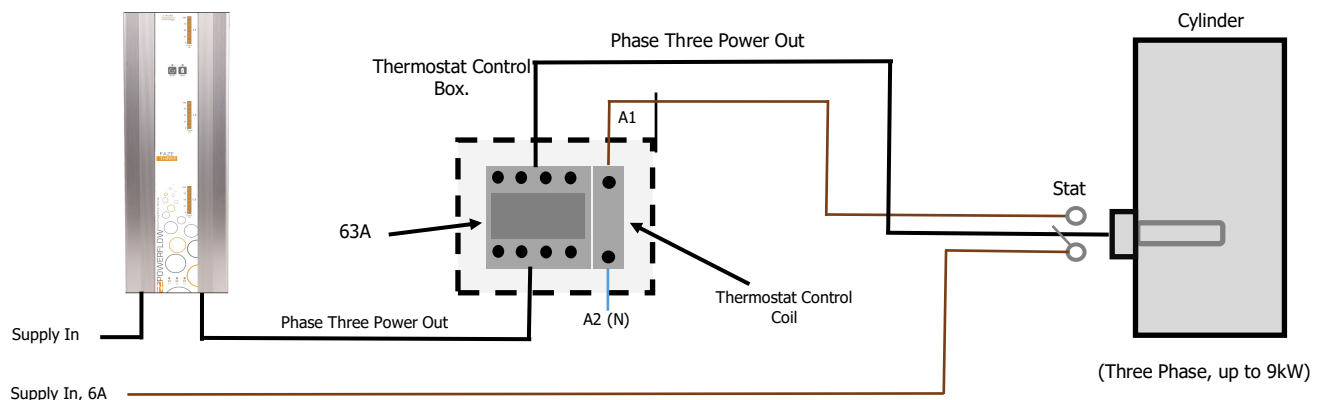 Cylinder
Phase Three Power Out
Thermostat Control
Box.
A1
Stat
63A
Thermostat Control
Coil
A2 (N)
Phase Three Power Out
Supply In
(Three Phase, up to 9kW)
Supply In, 6A
POWERFLOW